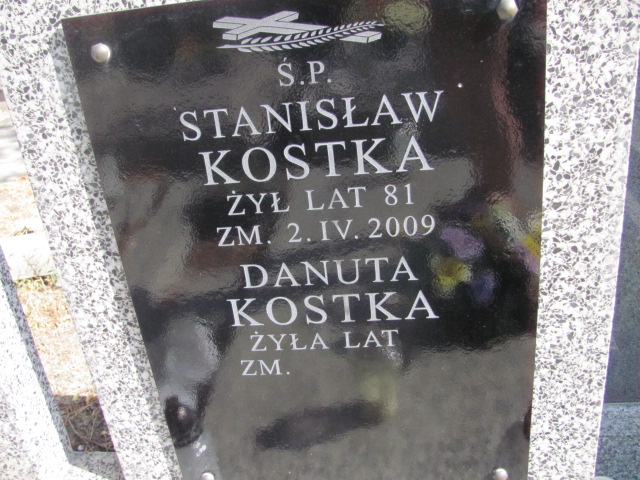 Ś.P.
STANISŁAW
KOSTKA
ŻYŁ LAT 81
ZM. 2.IV.2009
DANUTA
KOSTKA
ŻYŁA LAT
ZM.